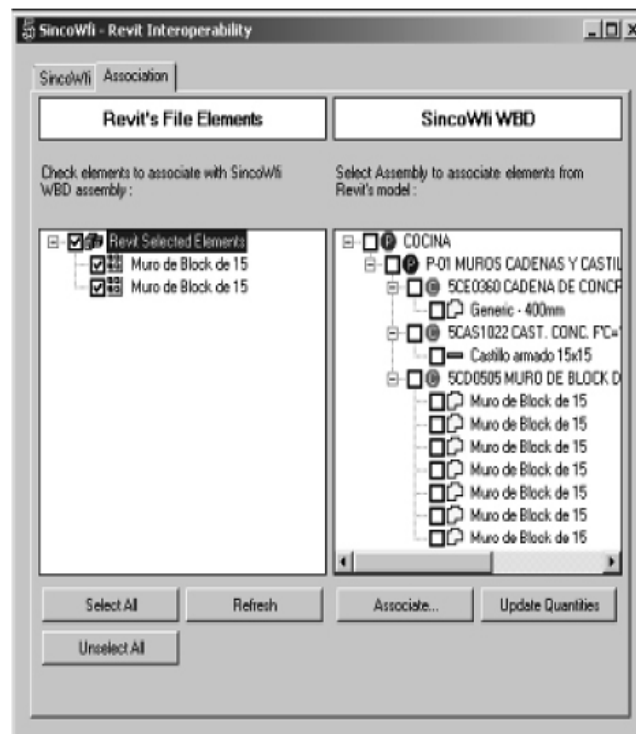 SincoWfi - Revit Interoperability
SincoWfi Association
Revit's File Elements
SincoWfi WBD
Check elements to associate with SincoWfi
WBD assembly :
Select Assembly to associate elements from
Revit's model :
Revit Selected Elements
Muro de Block de 15
Muro de Block de 15
COCINA
P-01 MUROS CADENAS Y CASTIL
5CE0360 CADENA DE CONCR
Generic - 400mm
5CAS1022 CAST. CONC. F'C=
Castillo armado 15x15
5CD0505 MURO DE BLOCK D
Muro de Block de 15
Muro de Block de 15
Muro de Block de 15
Muro de Block de 15
Muro de Block de 15
Muro de Block de 15
Muro de Block de 15
Select All
Refresh
Associate...
Update Quantities
Unselect All